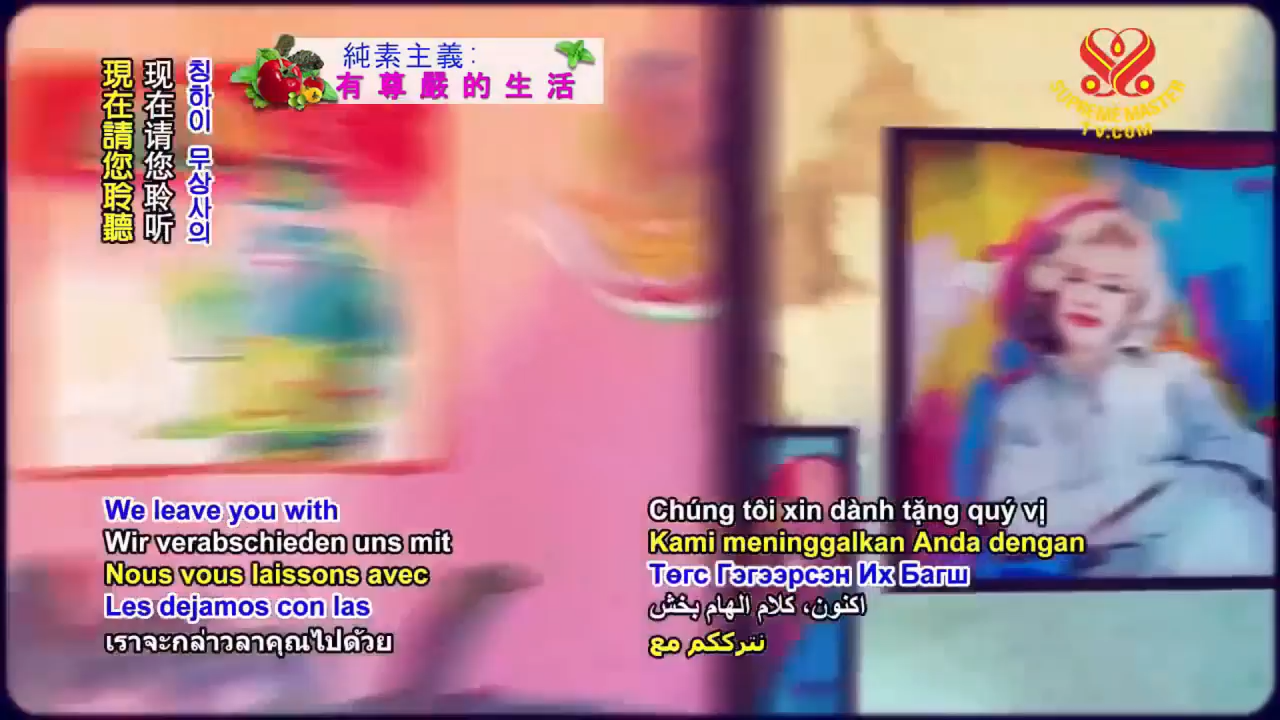 純素主義：
有尊嚴的生活
SUPREME MASTER
TV.COM
現在請您聆聽
现在请您聆听
칭하이 무상사의
We leave you with
Wir verabschieden uns mit
Nous vous laissons avec
Les dejamos con las
เราจะกล่าวลาคุณไปด้วย
Chúng tôi xin dành tặng quý vị
Kami meninggalkan Anda dengan
Төгс Гэгээрсэн Их Багш
اکنون، کلام الهام بخش
نترككم مع